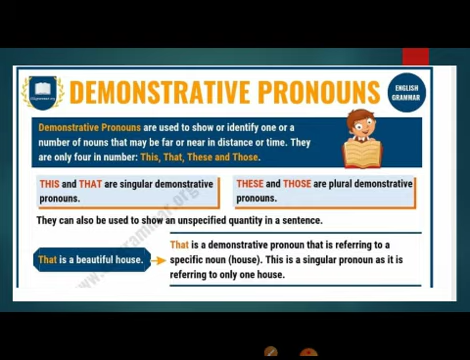 DEMONSTRATIVE PRONOUNS
ENGLISH
GRAMMAR
Demonstrative Pronouns are used to show or identify one or a
number of nouns that may be far or near in distance or time. They
are only four in number: This, That, These and Those.
THIS and THAT are singular demonstrative
pronouns.
THESE and THOSE are plural demonstrative
pronouns.
They can also be used to show an unspecified quantity in a sentence.
That is a beautiful house.
That is a demonstrative pronoun that is referring to a
specific noun (house). This is a singular pronoun as it is
referring to only one house.